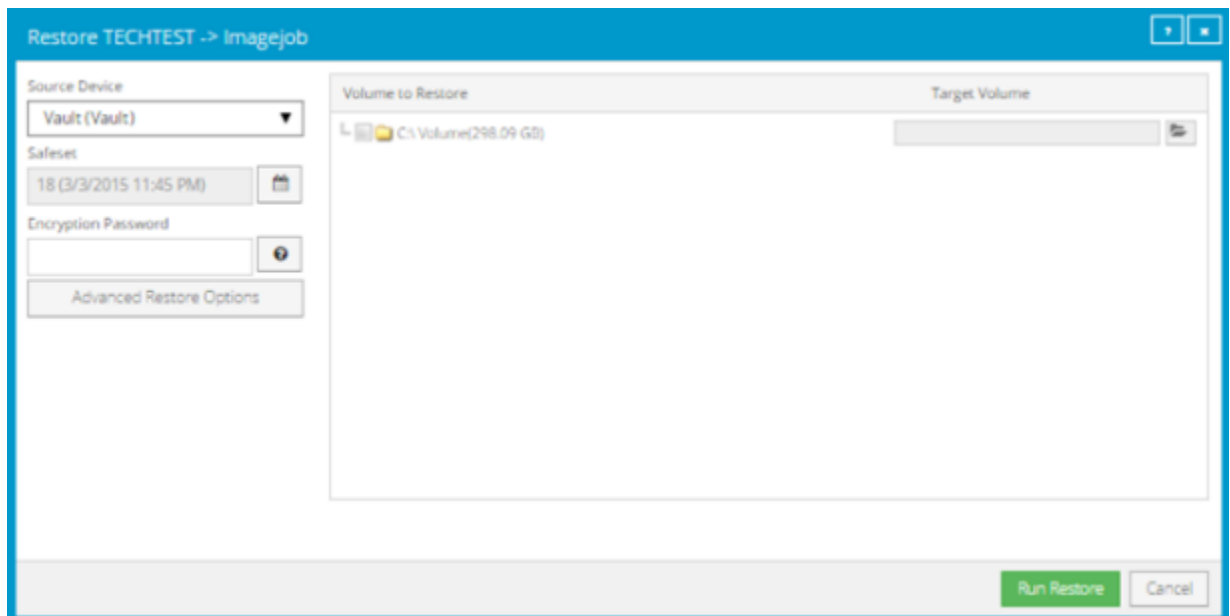 Restore TECHTEST -> Imagejob
Source Device
Vault (Vault)
Safeset
18 (3/3/2015 11:45 PM)
Encryption Password
Advanced Restore Options
Volume to Restore
Target Volume
C:\ Volume(298.09 GB)
Run Restore
Cancel